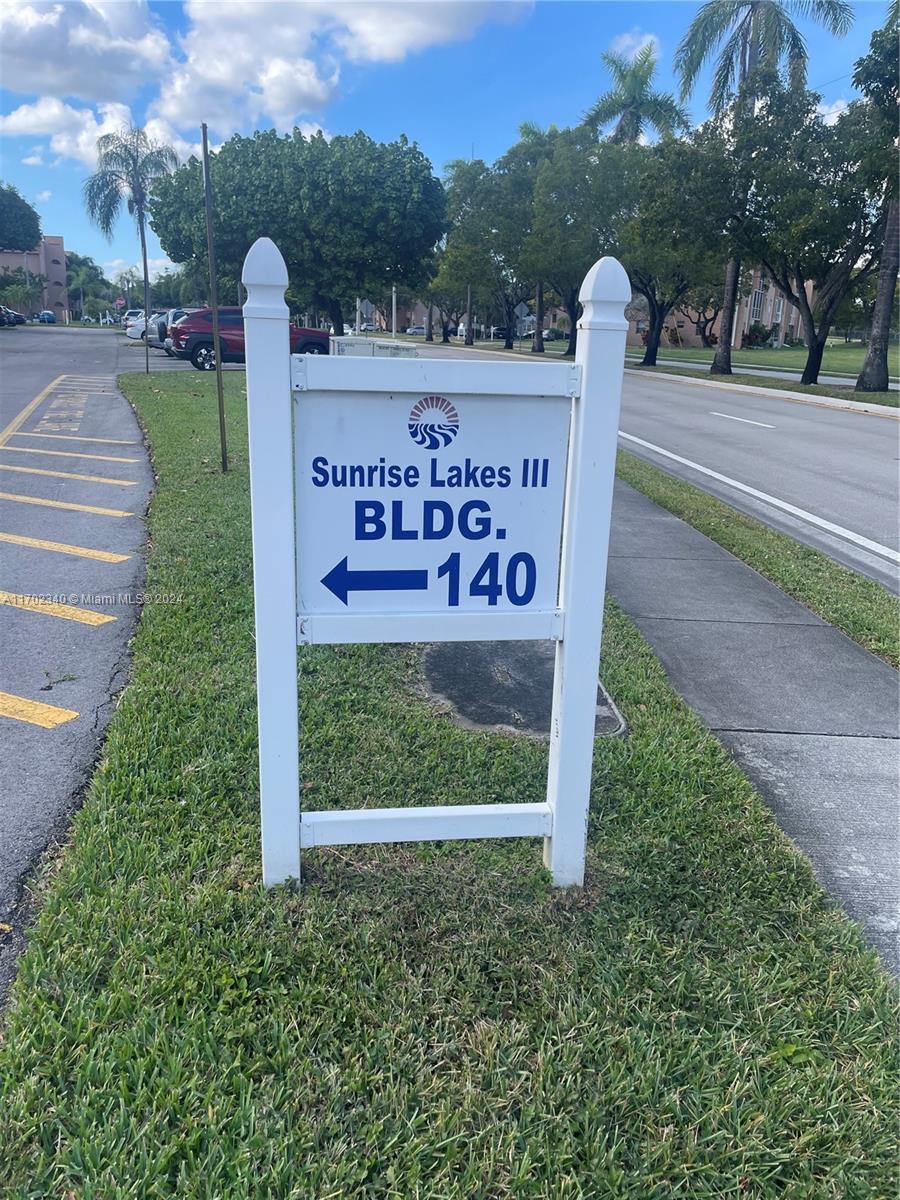 Sunrise Lakes III
BLDG.
140
A11702340 © Miami MLS ® 2024